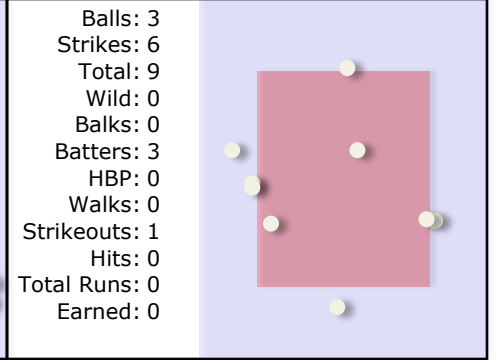 Balls: 3
Strikes: 6
Total: 9
Wild: 0
Balks: 0
Batters: 3
HBP: 0
Walks: 0
Strikeouts: 1
Hits: 0
Total Runs: 0
Earned: 0